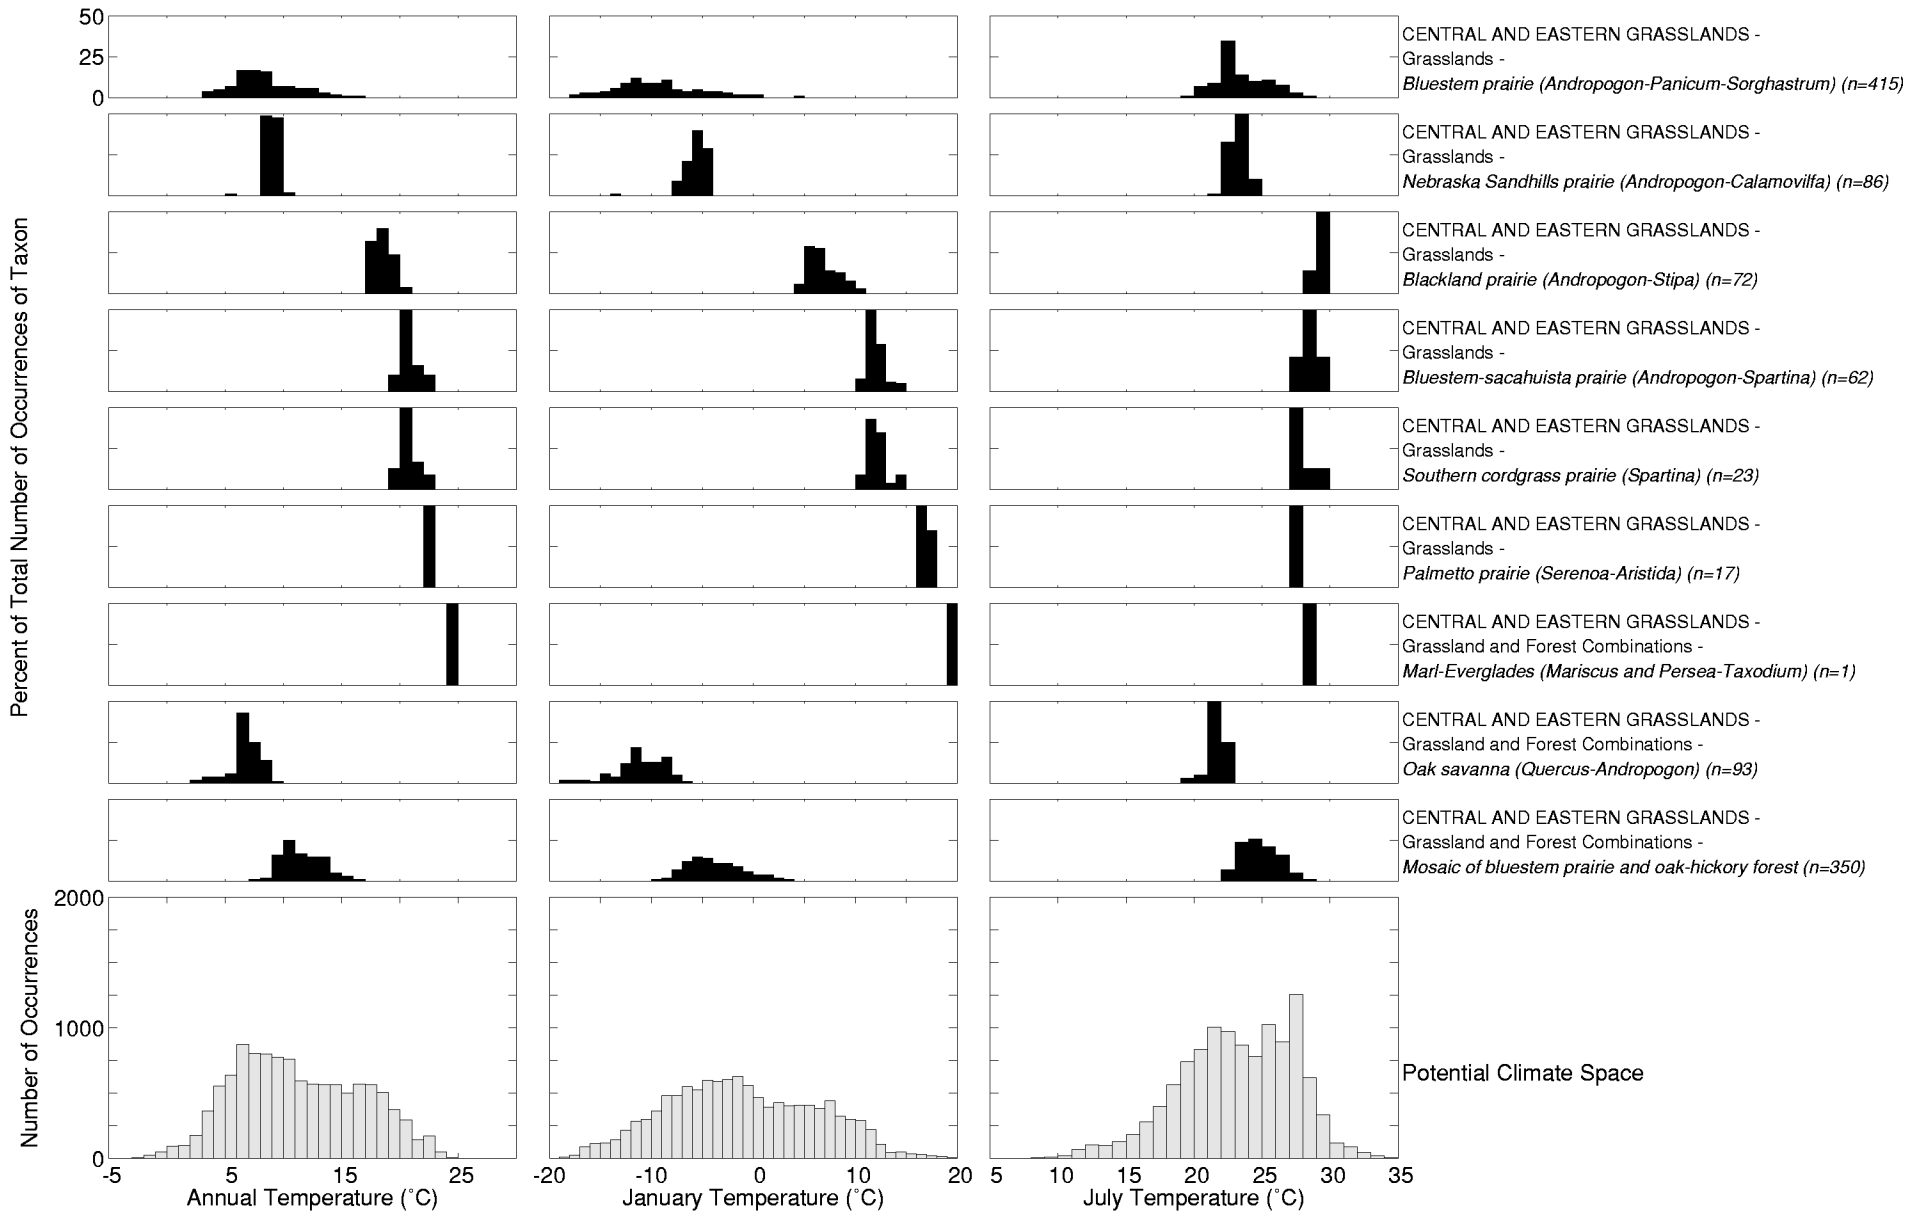 50
25
0
CENTRAL AND EASTERN GRASSLANDS -
Grasslands -
Bluestem prairie (Andropogon-Panicum-Sorghastrum) (n=415)
CENTRAL AND EASTERN GRASSLANDS -
Grasslands -
Nebraska Sandhills prairie (Andropogon-Calamovilfa) (n=86)
CENTRAL AND EASTERN GRASSLANDS -
Grasslands -
Blackland prairie (Andropogon-Stipa) (n=72)
CENTRAL AND EASTERN GRASSLANDS -
Grasslands -
Bluestem-sacahuista prairie (Andropogon-Spartina) (n=62)
CENTRAL AND EASTERN GRASSLANDS -
Grasslands -
Southern cordgrass prairie (Spartina) (n=23)
CENTRAL AND EASTERN GRASSLANDS -
Grasslands -
Palmetto prairie (Serenoa-Aristida) (n=17)
CENTRAL AND EASTERN GRASSLANDS -
Grassland and Forest Combinations -
Marl-Everglades (Mariscus and Persea-Taxodium) (n=1)
CENTRAL AND EASTERN GRASSLANDS -
Grassland and Forest Combinations -
Oak savanna (Quercus-Andropogon) (n=93)
CENTRAL AND EASTERN GRASSLANDS -
Grassland and Forest Combinations -
Mosaic of bluestem prairie and oak-hickory forest (n=350)
Percent of Total Number of Occurrences of Taxon
2000
1000
0
Number of Occurrences
Potential Climate Space
-5 5 15 25
Annual Temperature (°C)
-20 -10 0 10 20
January Temperature (°C)
5 10 15 20 25 30 35
July Temperature (°C)